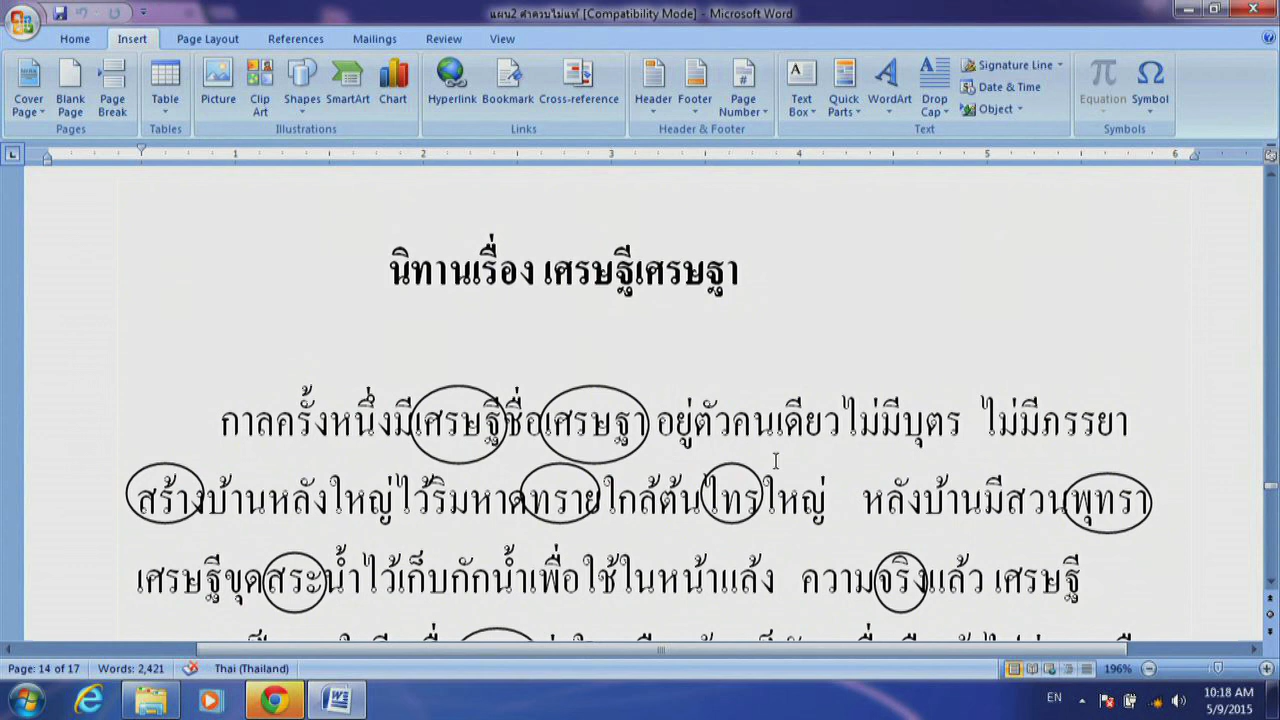 แผน2 คำควบไม่แท้ [Compatibility Mode] - Microsoft Word
Home Insert Page Layout References Mailings Review View
Cover Page Blank Page Page Break Table Picture Clip Art Shapes SmartArt Chart Hyperlink Bookmark Cross-reference Header Footer Page Number Text Box Quick Parts WordArt Drop Cap Signature Line Date & Time Object Equation Symbol
Pages Tables Illustrations Links Header & Footer Text Symbols
1 2 3 4 5 6
นิทานเรื่อง เศรษฐีเศรษฐา
กาลครั้งหนึ่งมีเศรษฐีชื่อเศรษฐา อยู่ตัวคนเดียวไม่มีบุตร ไม่มีภรรยา
สร้างบ้านหลังใหญ่ไว้ริมหาดทรายใกล้ต้นไทรใหญ่ หลังบ้านมีสวนพุทรา
เศรษฐีขุดสระน้ำไว้เก็บกักน้ำเพื่อใช้ในหน้าแล้ง ความจริงแล้ว เศรษฐี
Page: 14 of 17 Words: 2,421 Thai (Thailand) 196%
EN 10:18 AM
5/9/2015